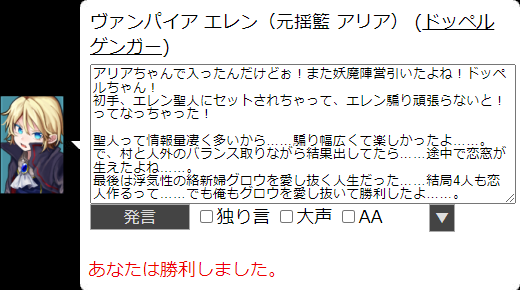 ヴァンパイア エレン（元揺籃 アリア） (ドッペル
ゲンガー)
アリアちゃんで入ったんだけどぉ！また妖魔陣営引いたよね！ドッペ
ルちゃん！
初手、エレン聖人にセットされちゃって、エレン騙り頑張らないと！
ってなっちゃった！
聖人って情報量凄く多いから……騙り幅広くて楽しかったよ……。
で、村と人外のバランス取りながら結果出してたら……途中で恋窓が
生えたよね……。
最後は浮気性の絡新婦グロウを愛し抜く人生だった……結局4人も恋
人作るって……でも俺もグロウを愛し抜いて勝利したよ……。
発言 独り言 大声 AA ▼
あなたは勝利しました。